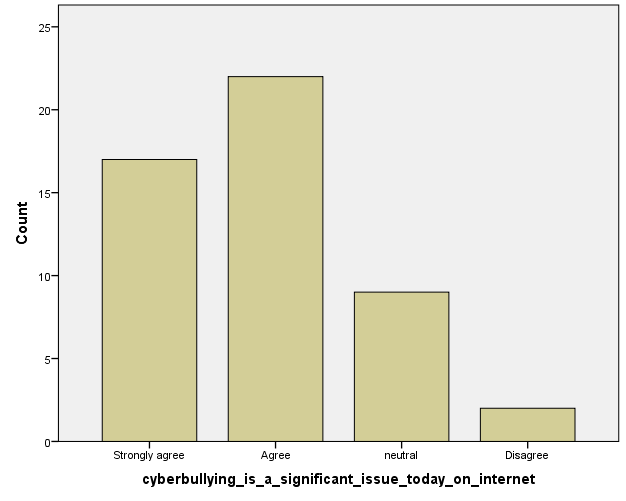 25
20
15
10
5
0
Count
Strongly agree
Agree
neutral
Disagree
cyberbullying_is_a_significant_issue_today_on_internet